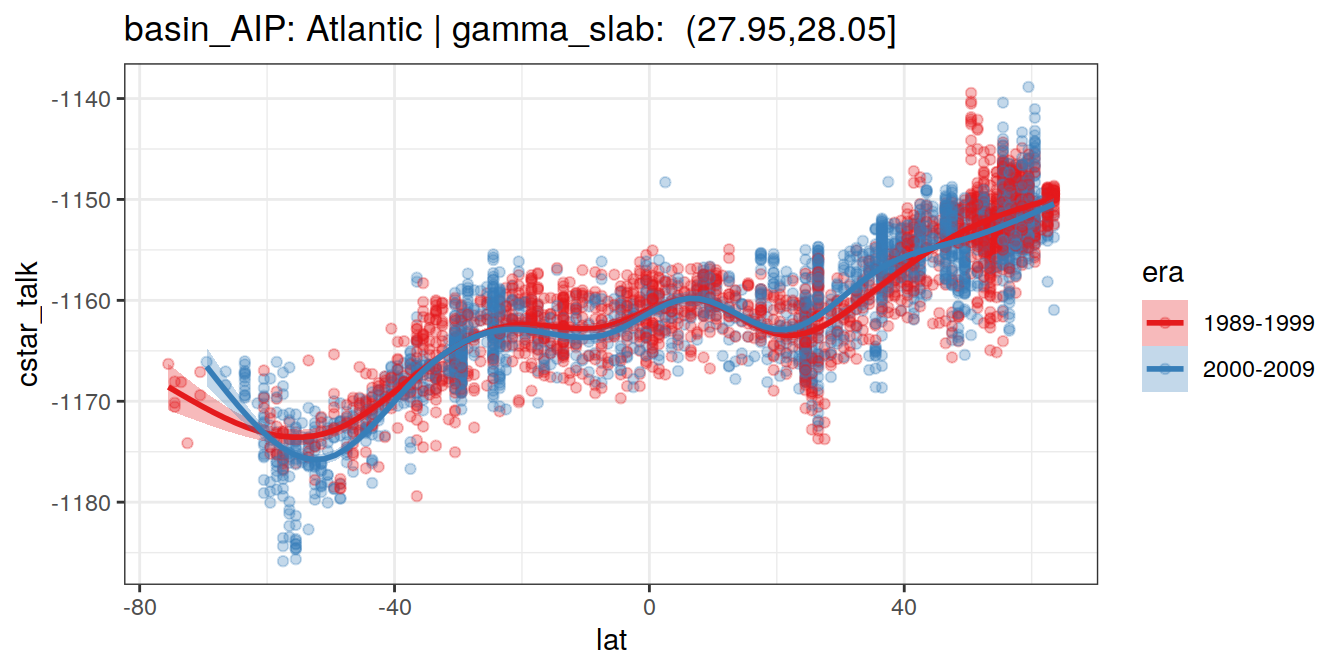 basin_AIP: Atlantic | gamma_slab:  (27.95,28.05]
-1140
-1150
-1160
-1170
-1180
cstar_talk
-80
-40
0
40
lat
era
1989-1999
2000-2009